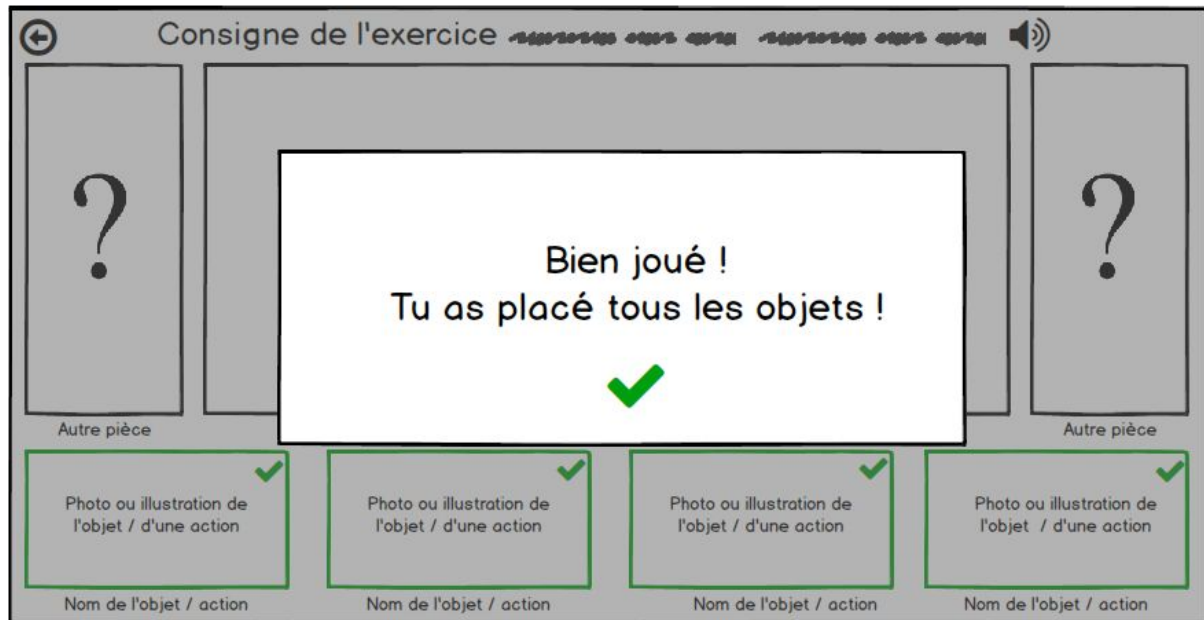 Consigne de l'exercice
?
?
Bien joué !
Tu as placé tous les objets !
Autre pièce
Autre pièce
Photo ou illustration de
l'objet / d'une action
Photo ou illustration de
l'objet / d'une action
Photo ou illustration de
l'objet / d'une action
Photo ou illustration de
l'objet / d'une action
Nom de l'objet / action
Nom de l'objet / action
Nom de l'objet / action
Nom de l'objet / action